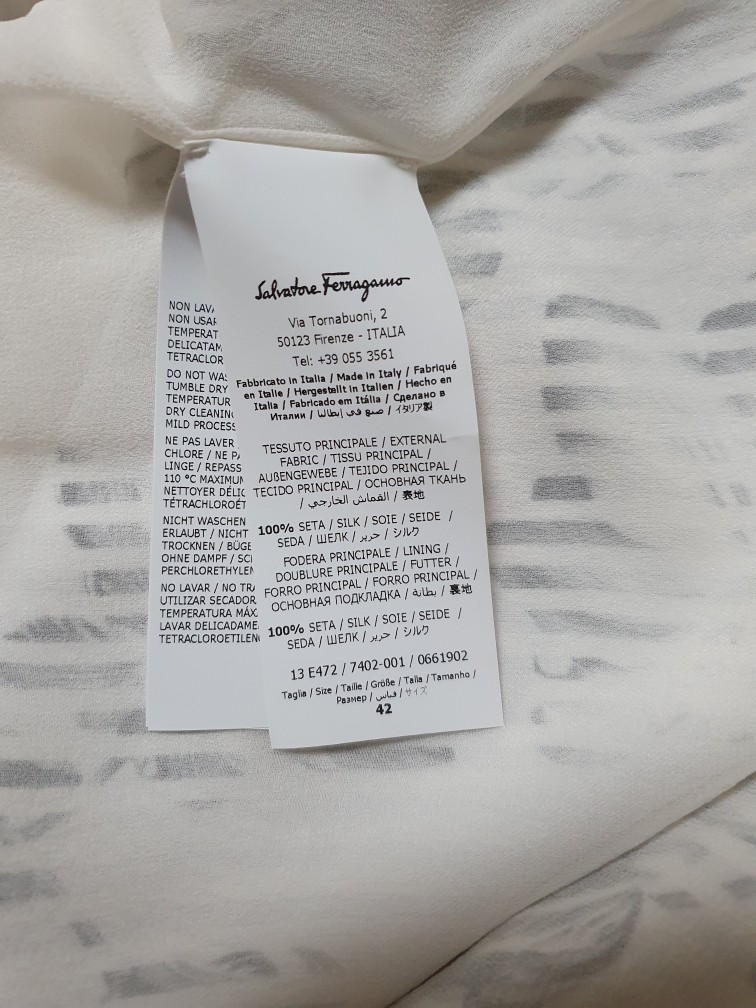 Salvatore Ferragamo
Via Tornabuoni, 2
50123 Firenze - ITALIA
Tel: +39 055 3561
Fabbricato in Italia / Made in Italy / Fabriqué
en Italie / Hergestellt in Italien / Hecho en
Italia / Fabricado em Itália / Сделано в
Италии / صنع في إيطاليا / イタリア製
TESSUTO PRINCIPALE / EXTERNAL
FABRIC / TISSU PRINCIPAL /
AUßENGEWEBE / TEJIDO PRINCIPAL /
TECIDO PRINCIPAL / ОСНОВНАЯ ТКАНЬ
/ القماش الخارجي / 表地
100% SETA / SILK / SOIE / SEIDE /
SEDA / ШЕЛК / حرير / シルク
FODERA PRINCIPALE / LINING /
DOUBLURE PRINCIPALE / FUTTER /
FORRO PRINCIPAL / FORRO PRINCIPAL /
ОСНОВНАЯ ПОДКЛАДКА / بطانة / 裏地
100% SETA / SILK / SOIE / SEIDE /
SEDA / ШЕЛК / حرير / シルク
13 E472 / 7402-001 / 0661902
Taglia / Size / Taille / Größe / Talla / Tamanho /
Размер / قياس / サイズ
42
NON LAV
NON USA
TEMPERAT
DELICATAM
TETRACLOR
DO NOT WA
TUMBLE DRY
TEMPERATUR
DRY CLEANIN
MILD PROCESS
NE PAS LAVER
CHLORE / NE P
LINGE / REPASS
110 °C MAXIMUM
NETTOYER DÉLIC
TÉTRACHLOROÉT
NICHT WASCHEN
ERLAUBT / NICHT
TROCKNEN / BÜGE
OHNE DAMPF / SC
PERCHLORETHYLEN
NO LAVAR / NO TR
UTILIZAR SECADOR
TEMPERATURA MÁX
LAVAR DELICADAME
TETRACLOROETILEN